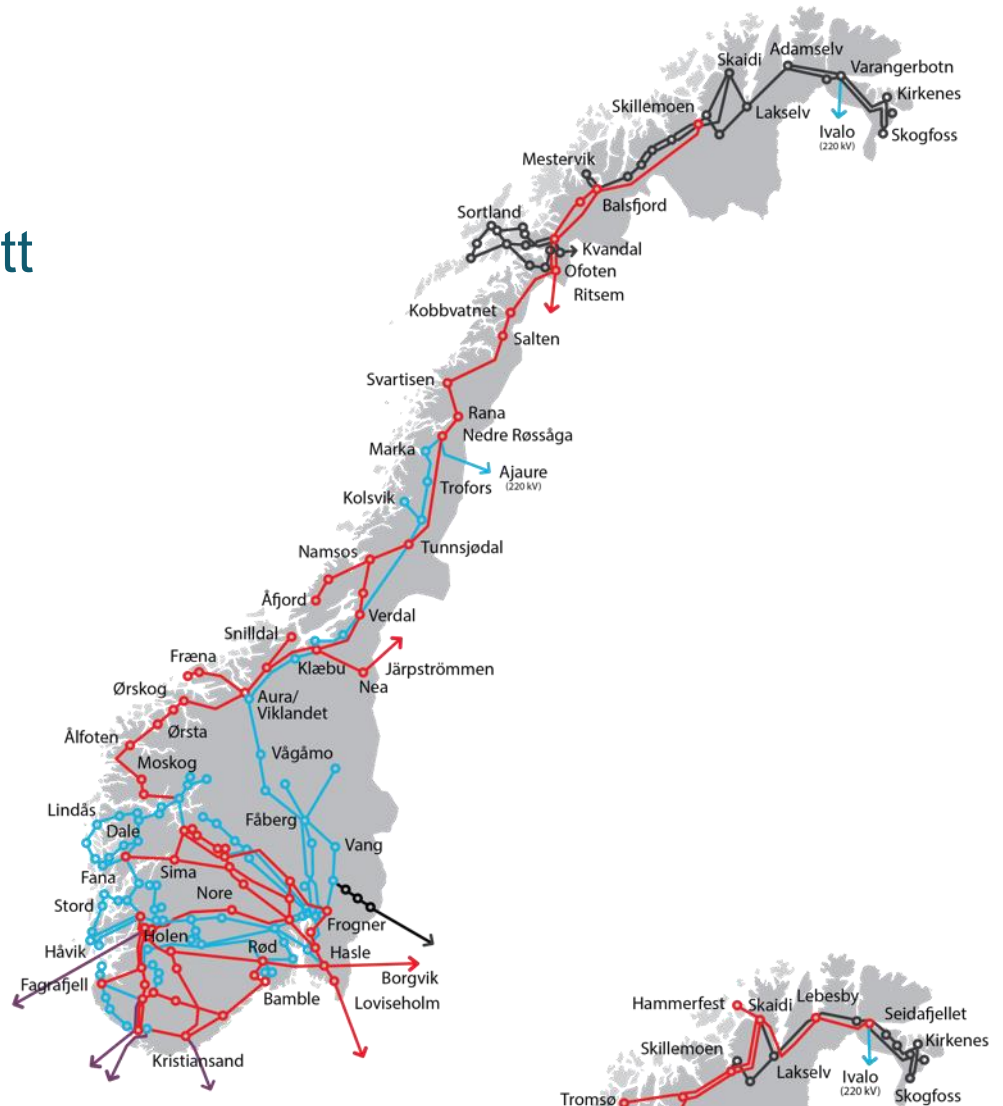 tt
Skaidi
Adamselv
Varangerbotn
Skillemoen
Lakselv
Kirkenes
Ivalo
(220 kV)
Skogfoss
Mestervik
Balsfjord
Sortland
Kvandal
Ofoten
Ritsem
Kobbvatnet
Salten
Svartisen
Rana
Nedre Røssåga
Marka
Ajaure
(220 kV)
Trofors
Kolsvik
Namsos
Tunnsjødal
Åfjord
Verdal
Snilldal
Fræna
Klæbu
Järpströmmen
Nea
Ørskog
Aura/
Viklandet
Ørsta
Ålfoten
Vågåmo
Moskog
Lindås
Fåberg
Dale
Vang
Sima
Fana
Nore
Stord
Frogner
Holen
Håvik
Rød
Hasle
Fagrafjell
Borgvik
Bamble
Loviseholm
Kristiansand
Hammerfest
Skaidi
Lebesby
Seidafjellet
Skillemoen
Kirkenes
Lakselv
Ivalo
(220 kV)
Skogfoss
Tromsø